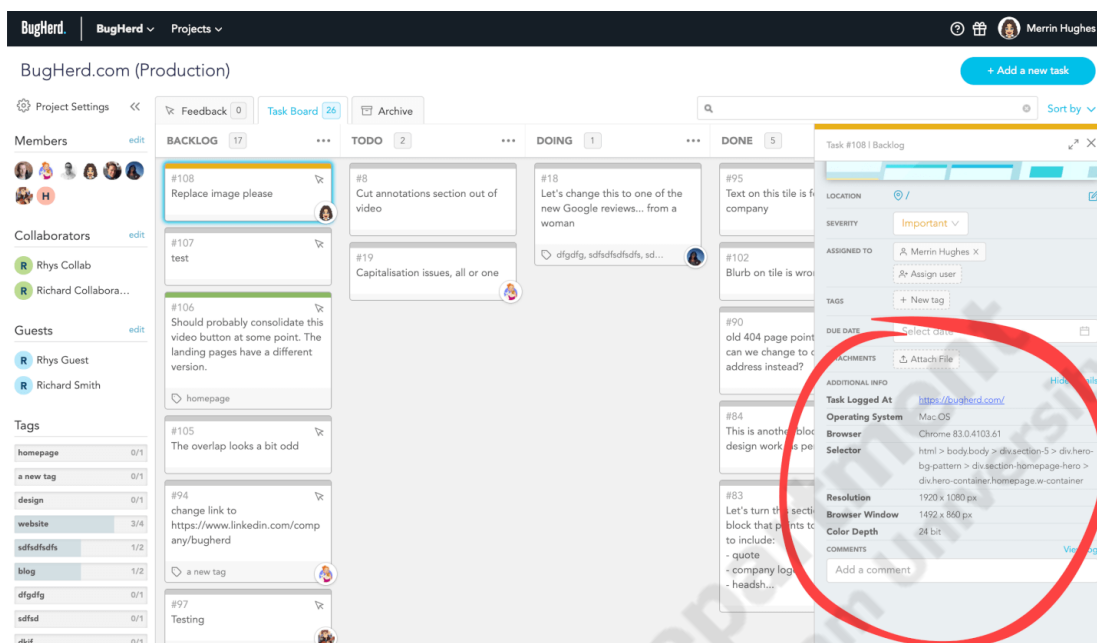 BugHerd.
BugHerd
Projects
Merrin Hughes
BugHerd.com (Production)
+ Add a new task
Project Settings
Feedback 0
Task Board 26
Archive
Sort by
Members
edit
H
Collaborators
edit
R Rhys Collab
R Richard Collabora...
Guests
edit
R Rhys Guest
R Richard Smith
Tags
homepage 0/1
a new tag 0/1
design 0/1
website 3/4
sdfsdfsdfs 1/2
blog 1/2
dfgdfg 0/1
sdfsd 0/1
dkjf 0/1
BACKLOG 17
#108
Replace image please
#107
test
#106
Should probably consolidate this
video button at some point. The
landing pages have a different
version.
homepage
#105
The overlap looks a bit odd
#94
change link to
https://www.linkedin.com/comp
any/bugherd
a new tag
#97
Testing
TODO 2
#8
Cut annotations section out of
video
#19
Capitalisation issues, all or one
DOING 1
#18
Let's change this to one of the
new Google reviews... from a
woman
dfgdfg, sdfsdfsdfsdfs, sd...
DONE 5
#95
Text on this tile is
company
#102
Blurb on tile is
#90
old 404 page
can we change to
address instead?
#84
This is another
design work
#83
Let's turn this
block that points to
to include:
- quote
- company
- headsh...
Task #108 | Backlog
LOCATION /
SEVERITY Important
ASSIGNED TO Merrin Hughes X
Assign user
TAGS + New tag
DUE DATE Select date
Attach File
ADDITIONAL INFO
Task Logged At https://bugherd.com/
Operating System Mac OS
Browser Chrome 83.0.4103.61
Selector html > body.body > div.section-5 > div.hero-
bg-pattern > div.section-homepage-hero >
div.hero-container.homepage.w-container
Resolution 1920 x 1080 px
Browser Window 1492 x 860 px
Color Depth 24 bit
COMMENTS
Add a comment